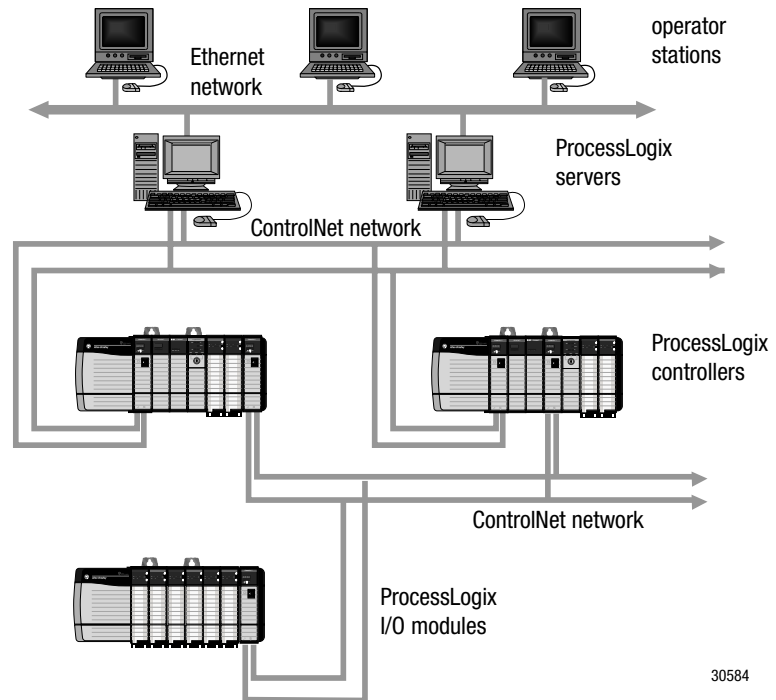 operator
stations
Ethernet
network
ProcessLogix
servers
ControlNet network
ProcessLogix
controllers
ControlNet network
ProcessLogix
I/O modules
30584